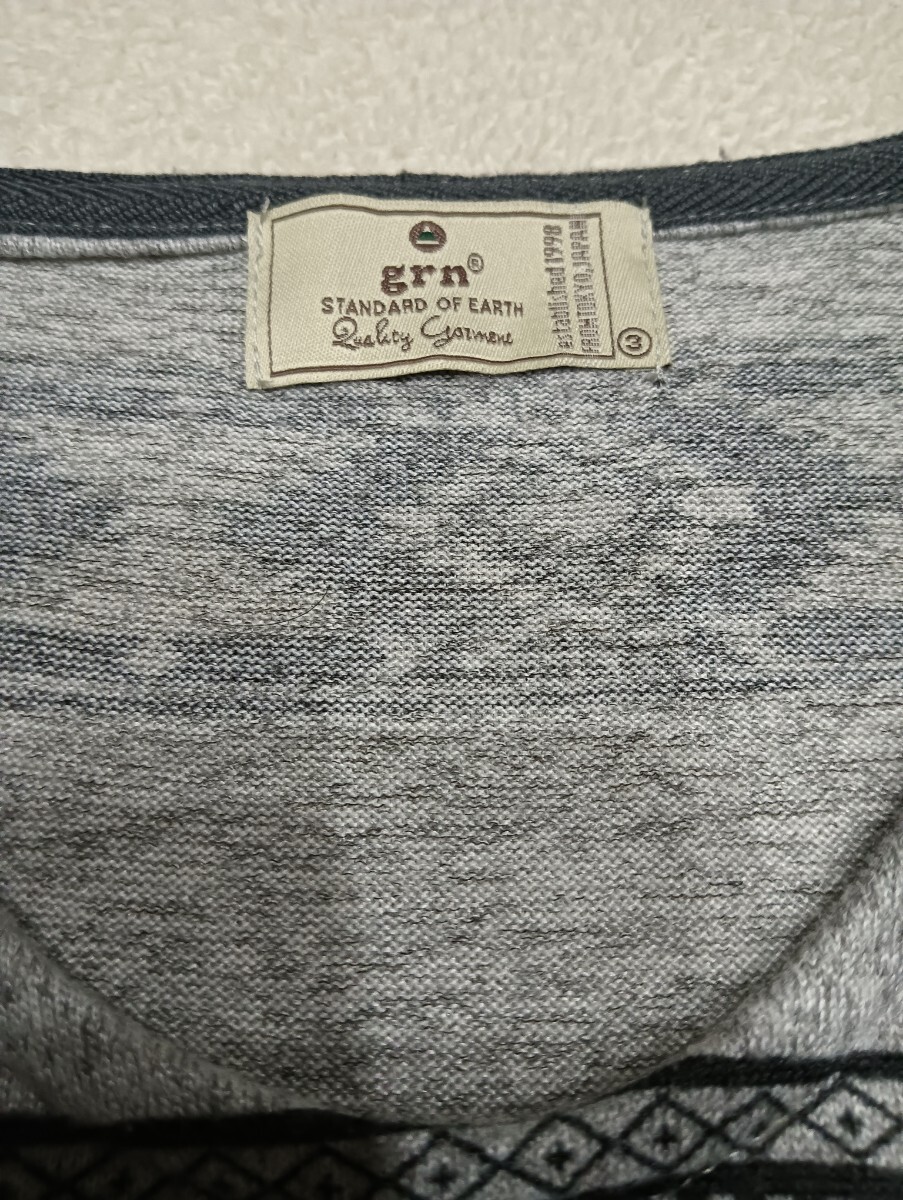 grn®
STANDARD OF EARTH
Quality Garment
established 1998
FROM TOKYO, JAPAN
3